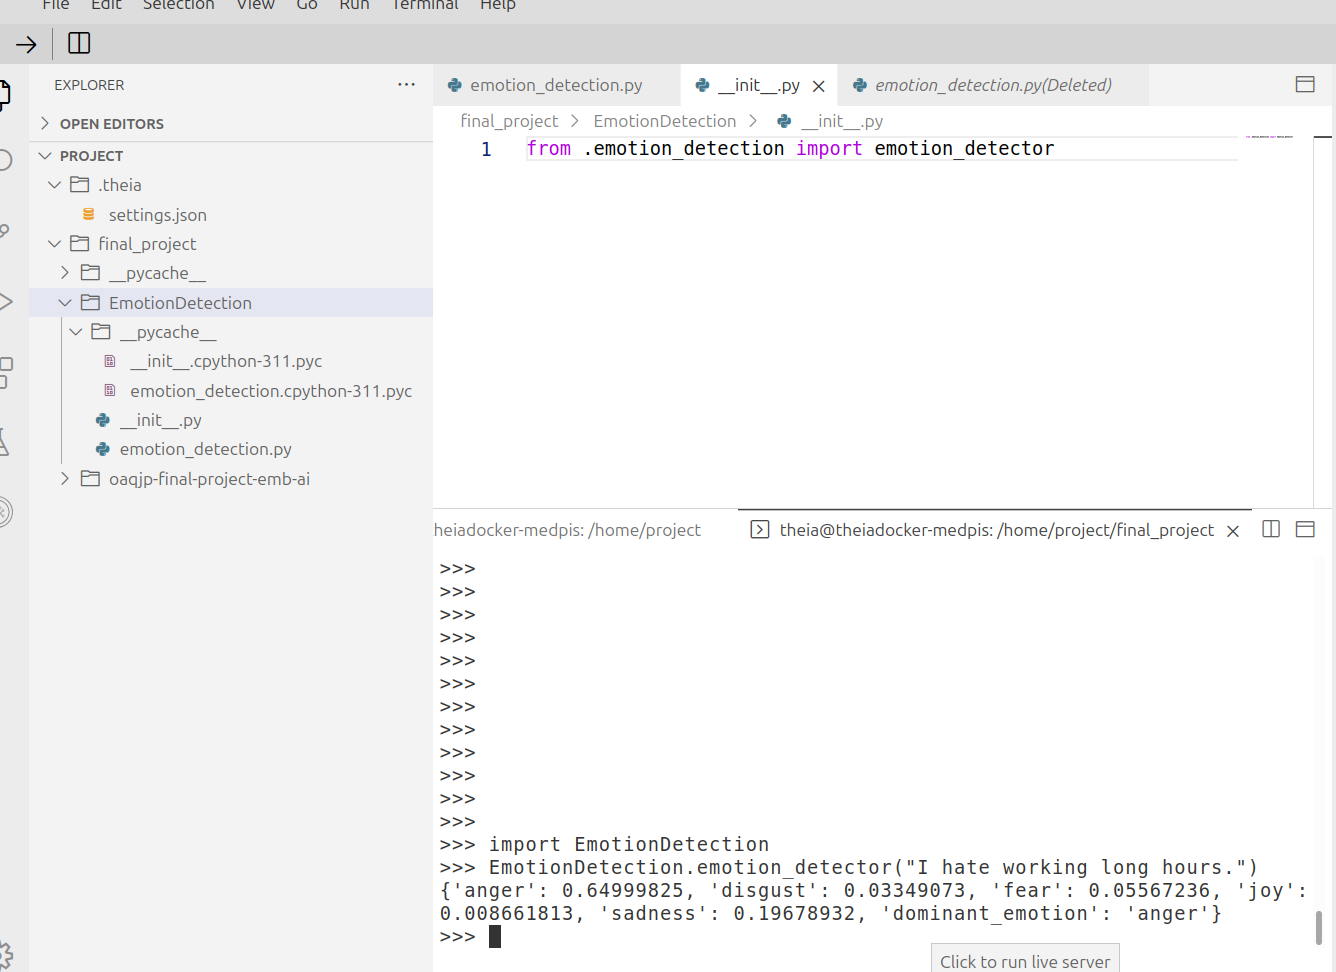 File Edit Selection View Go Run Terminal Help
EXPLORER
OPEN EDITORS
PROJECT
.theia
settings.json
final_project
__pycache__
EmotionDetection
__pycache__
__init__.cpython-311.pyc
emotion_detection.cpython-311.pyc
__init__.py
emotion_detection.py
oaqjp-final-project-emb-ai
emotion_detection.py __init__.py emotion_detection.py(Deleted)
final_project > EmotionDetection > __init__.py
1 from .emotion_detection import emotion_detector
heiadocker-medpis: /home/project theia@theiadocker-medpis: /home/project/final_project
>>>
>>>
>>>
>>>
>>>
>>>
>>>
>>>
>>>
>>>
>>>
>>>
>>> import EmotionDetection
>>> EmotionDetection.emotion_detector("I hate working long hours.")
{'anger': 0.64999825, 'disgust': 0.03349073, 'fear': 0.05567236, 'joy':
0.008661813, 'sadness': 0.19678932, 'dominant_emotion': 'anger'}
>>>
Click to run live server